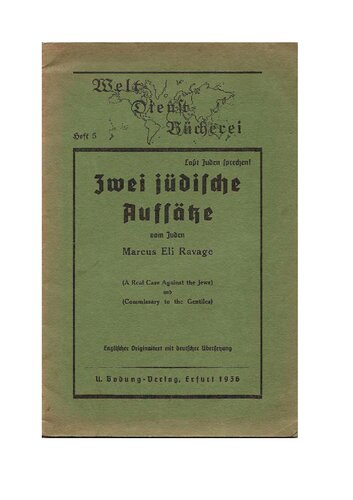 Welt
Dienst
Bücherei
Heft 5
Laßt Juden sprechen!
Zwei jüdische
Aufsätze
vom Juden
Marcus Eli Ravage
(A Real Case Against the Jews)
und
(Commissary to the Gentiles)
Englischer Originaltext mit deutscher Übersetzung
U. Bodung-Verlag, Erfurt 1936